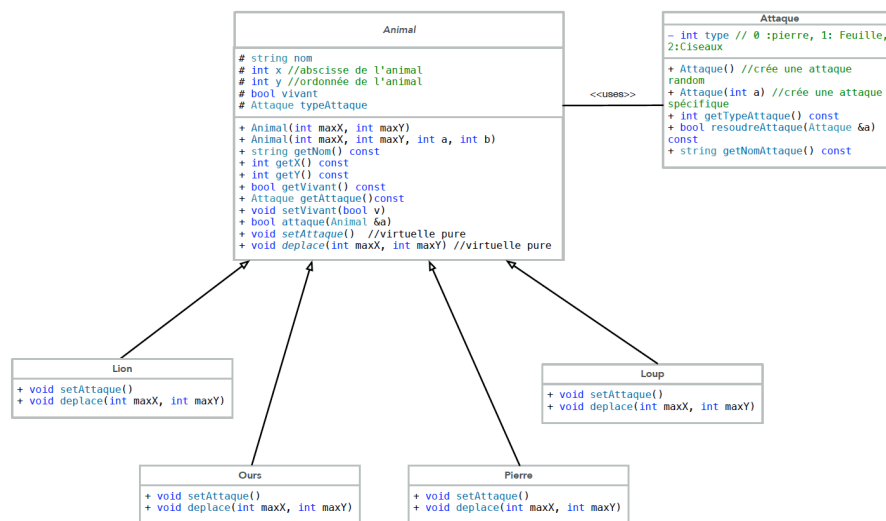 Animal
# string nom
# int x //abscisse de l'animal
# int y //ordonnée de l'animal
# bool vivant
# Attaque typeAttaque
+ Animal(int maxX, int maxY)
+ Animal(int maxX, int maxY, int a, int b)
+ string getNom() const
+ int getX() const
+ int getY() const
+ bool getVivant() const
+ Attaque getAttaque()const
+ void setVivant(bool v)
+ bool attaque(Animal &a)
+ void setAttaque() //virtuelle pure
+ void deplace(int maxX, int maxY) //virtuelle pure
<<uses>>
Attaque
− int type // 0 :pierre, 1: Feuille,
2:Ciseaux
+ Attaque() //crée une attaque
random
+ Attaque(int a) //crée une attaque
spécifique
+ int getTypeAttaque() const
+ bool resoudreAttaque(Attaque &a)
const
+ string getNomAttaque() const
Lion
+ void setAttaque()
+ void deplace(int maxX, int maxY)
Loup
+ void setAttaque()
+ void deplace(int maxX, int maxY)
Ours
+ void setAttaque()
+ void deplace(int maxX, int maxY)
Pierre
+ void setAttaque()
+ void deplace(int maxX, int maxY)